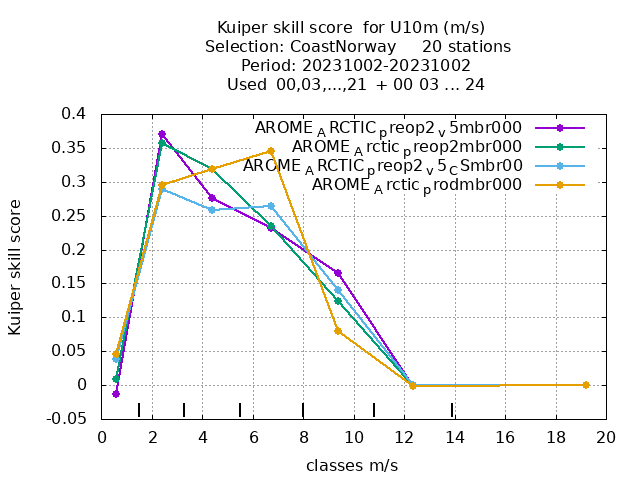 Kuiper skill score  for U10m (m/s)
Selection: CoastNorway     20 stations
Period: 20231002-20231002
Used  00,03,...,21  + 00 03 ... 24
AROME_ARCTIC_preop2_v5mbr000
AROME_Arctic_preop2mbr000
AROME_ARCTIC_preop2_v5_CSmbr00
AROME_Arctic_prodmbr000
Kuiper skill score
0.4
0.35
0.3
0.25
0.2
0.15
0.1
0.05
0
-0.05
0 2 4 6 8 10 12 14 16 18 20
classes m/s